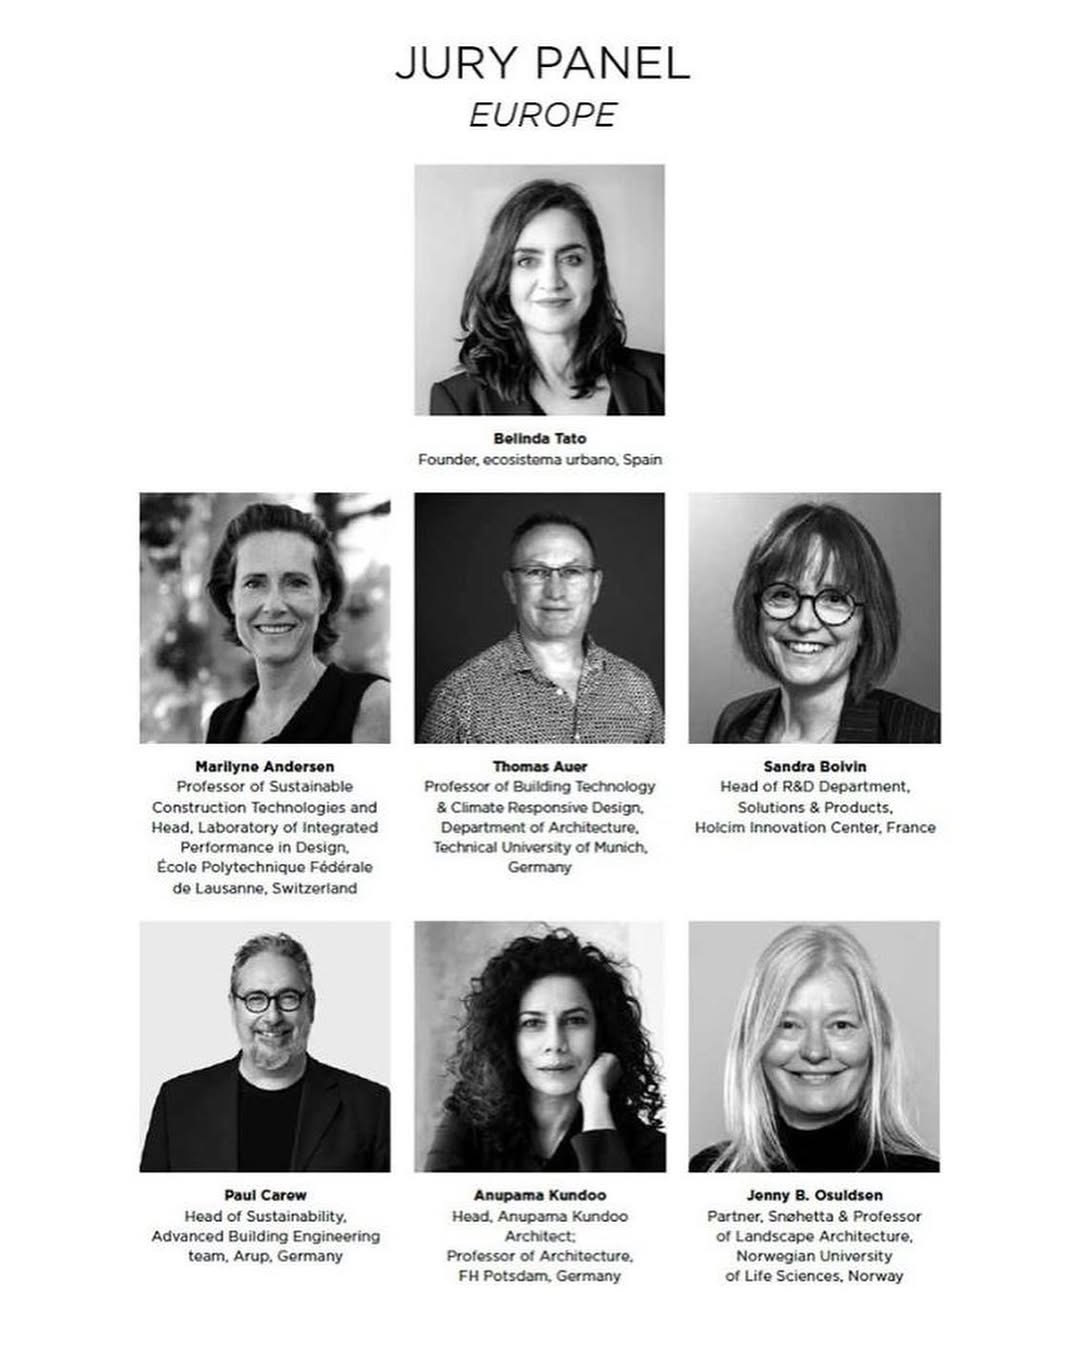 JURY PANEL
EUROPE
Belinda Tato
Founder, ecosistema urbano, Spain
Marilyne Andersen
Professor of Sustainable
Construction Technologies and
Head, Laboratory of Integrated
Performance in Design,
École Polytechnique Fédérale
de Lausanne, Switzerland
Thomas Auer
Professor of Building Technology
& Climate Responsive Design,
Department of Architecture,
Technical University of Munich,
Germany
Sandra Boivin
Head of R&D Department,
Solutions & Products,
Holcim Innovation Center, France
Paul Carew
Head of Sustainability,
Advanced Building Engineering
team, Arup, Germany
Anupama Kundoo
Head, Anupama Kundoo
Architect;
Professor of Architecture,
FH Potsdam, Germany
Jenny B. Osuldsen
Partner, Snøhetta & Professor
of Landscape Architecture,
Norwegian University
of Life Sciences, Norway